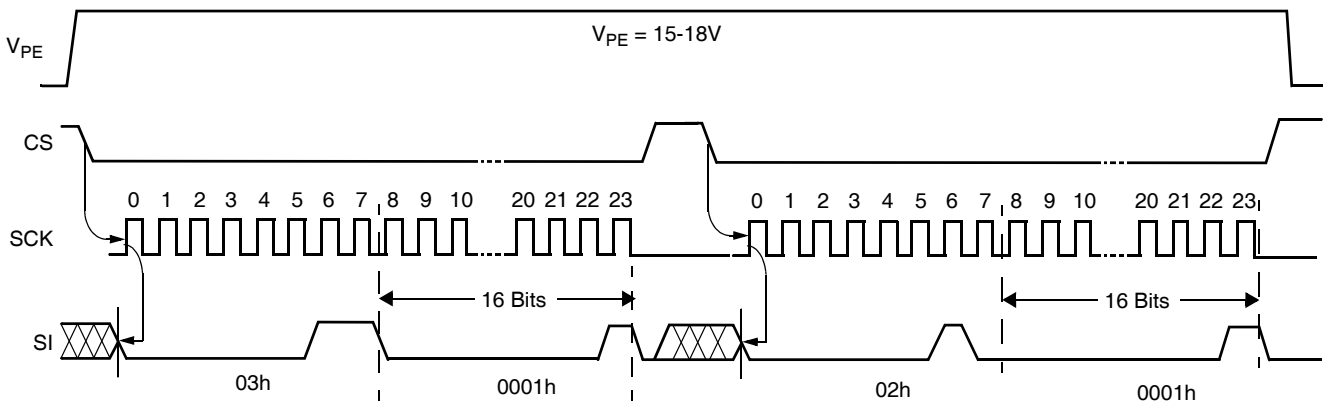 V_PE
V_PE = 15-18V
CS
0 1 2 3 4 5 6 7 8 9 10 20 21 22 23 0 1 2 3 4 5 6 7 8 9 10 20 21 22 23
SCK
16 Bits 16 Bits
SI
03h 0001h 02h 0001h